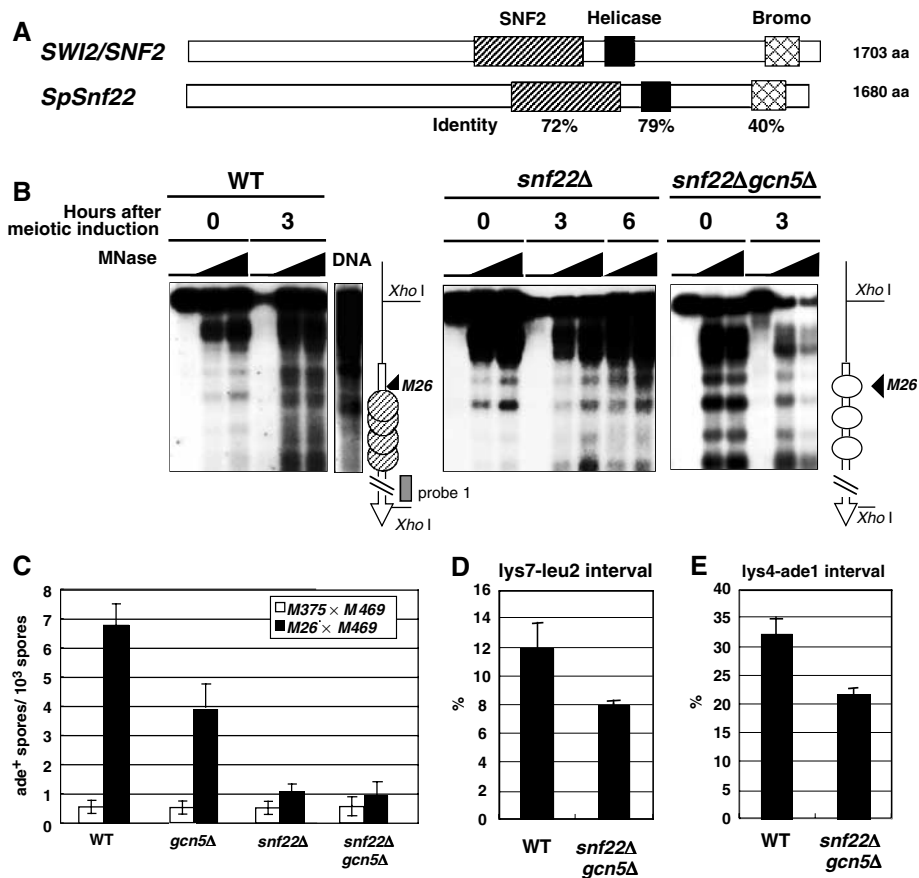 A
SNF2 Helicase Bromo
SWI2/SNF2 1703 aa
SpSnf22 1680 aa
Identity 72% 79% 40%
B
WT snf22Δ snf22Δgcn5Δ
Hours after meiotic induction 0 3 0 3 6 0 3
MNase DNA
Xho I Xho I
M26 M26
probe 1
Xho I Xho I
C
ade+ spores/ 10³ spores
8
7
6
5
4
3
2
1
0
M375 × M469
M26 × M469
WT gcn5Δ snf22Δ snf22Δ gcn5Δ
D lys7-leu2 interval
%
16
14
12
10
8
6
4
2
0
WT snf22Δ gcn5Δ
E lys4-ade1 interval
%
40
35
30
25
20
15
10
5
0
WT snf22Δ gcn5Δ